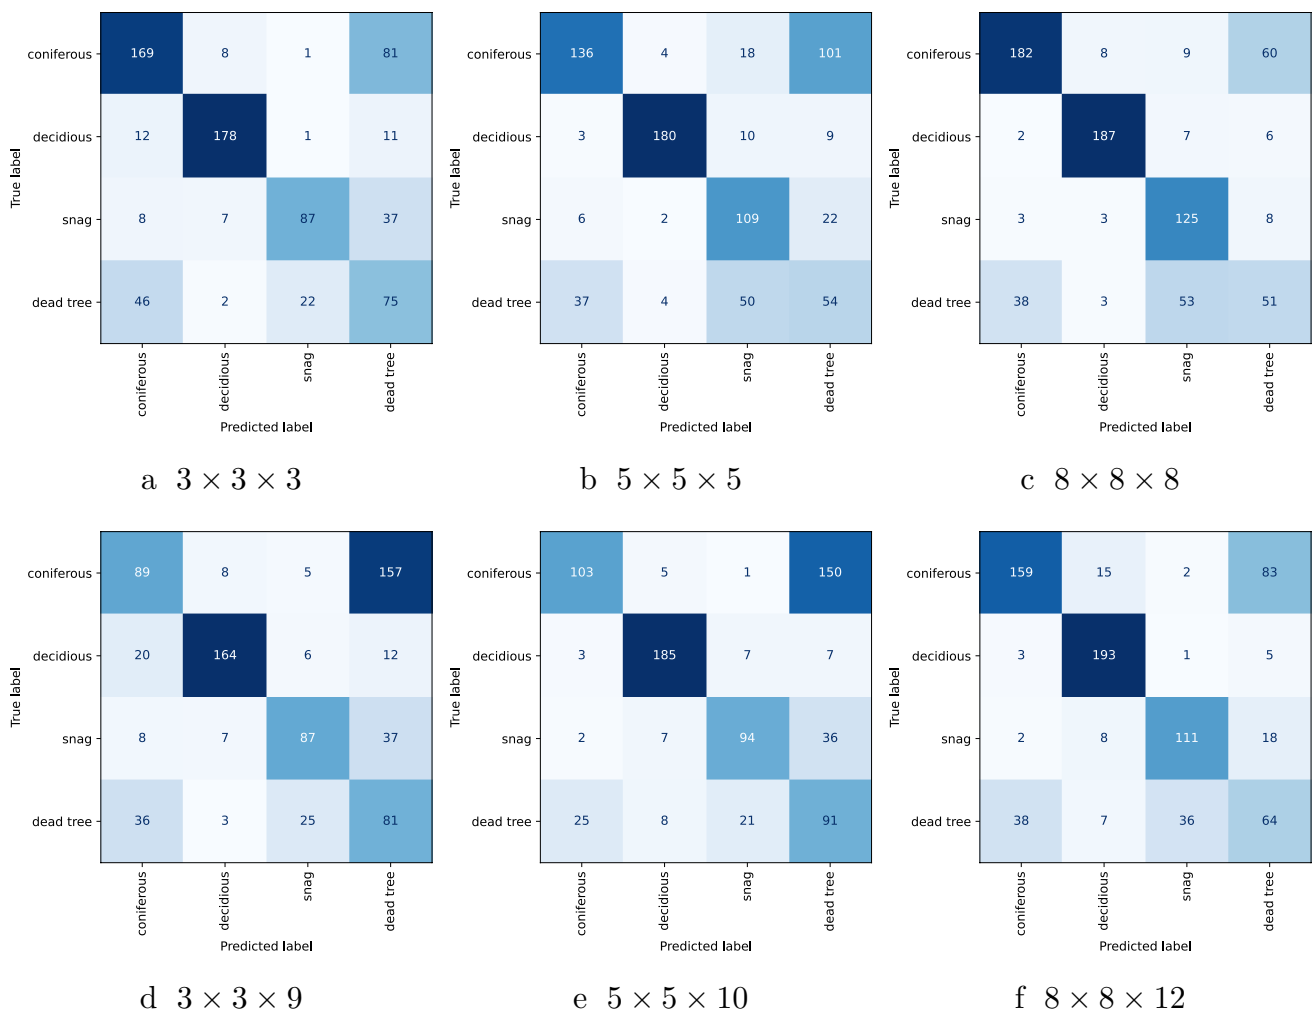 coniferous 169 8 1 81
decidious 12 178 1 11
snag 8 7 87 37
dead tree 46 2 22 75
True label
coniferous decidious snag dead tree
Predicted label
a 3 × 3 × 3
136 4 18 101
coniferous
decidious 3 180 10 9
snag 6 2 109 22
dead tree 37 4 50 54
True label
coniferous decidious snag dead tree
Predicted label
b 5 × 5 × 5
coniferous 182 8 9 60
decidious 2 187 7 6
snag 3 3 125 8
dead tree 38 3 53 51
True label
coniferous decidious snag dead tree
Predicted label
c 8 × 8 × 8
coniferous 89 8 5 157
decidious 20 164 6 12
snag 8 7 87 37
dead tree 36 3 25 81
True label
coniferous decidious snag dead tree
Predicted label
d 3 × 3 × 9
coniferous 103 5 1 150
decidious 3 185 7 7
snag 2 7 94 36
dead tree 25 8 21 91
True label
coniferous decidious snag dead tree
Predicted label
e 5 × 5 × 10
coniferous 159 15 2 83
decidious 3 193 1 5
snag 2 8 111 18
dead tree 38 7 36 64
True label
coniferous decidious snag dead tree
Predicted label
f 8 × 8 × 12